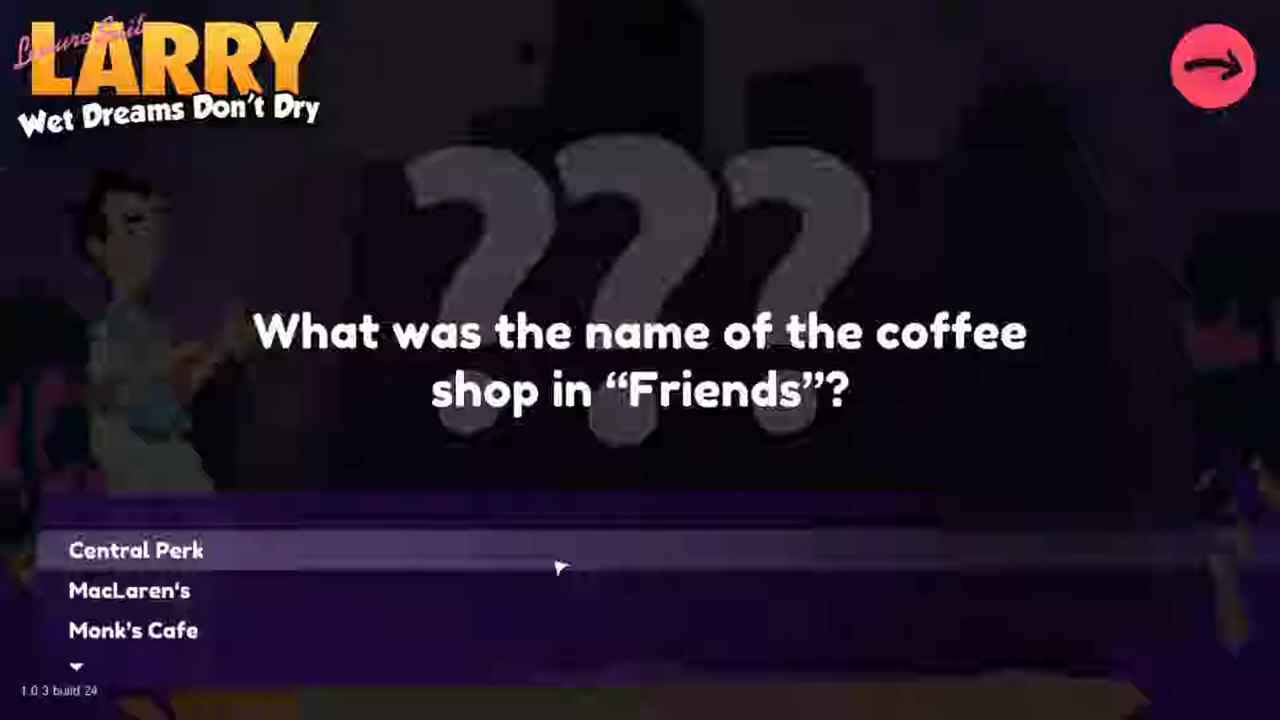 Leisure Suit
LARRY
Wet Dreams Don't Dry
???
What was the name of the coffee
shop in “Friends”?
Central Perk
MacLaren‘s
Monk’s Cafe
1.0.3 build 24